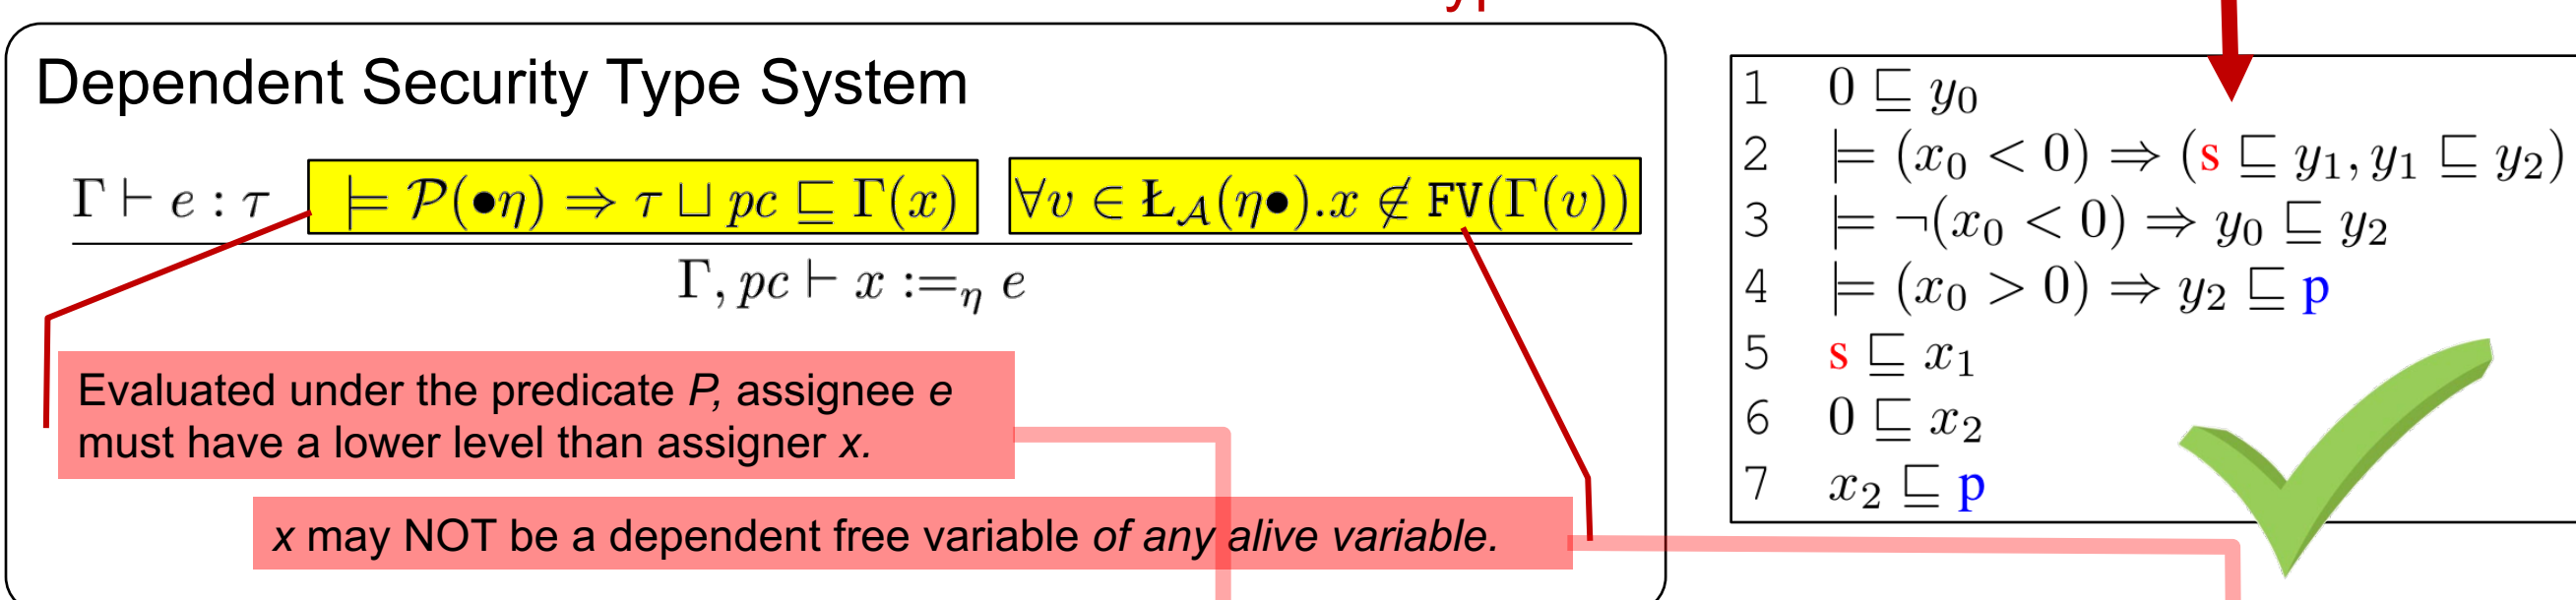 Dependent Security Type System
Γ ⊢ e : τ   ⊨ 𝒫(•η) ⇒ τ ⊔ pc ⊑ Γ(x)   ∀v ∈ Ł_𝒜(η•).x ∉ FV(Γ(v))
Γ, pc ⊢ x :=_η e
Evaluated under the predicate P, assignee e
must have a lower level than assigner x.
x may NOT be a dependent free variable of any alive variable.
1 0 ⊑ y₀
2 ⊨ (x₀ < 0) ⇒ (s ⊑ y₁, y₁ ⊑ y₂)
3 ⊨ ¬(x₀ < 0) ⇒ y₀ ⊑ y₂
4 ⊨ (x₀ > 0) ⇒ y₂ ⊑ p
5 s ⊑ x₁
6 0 ⊑ x₂
7 x₂ ⊑ p